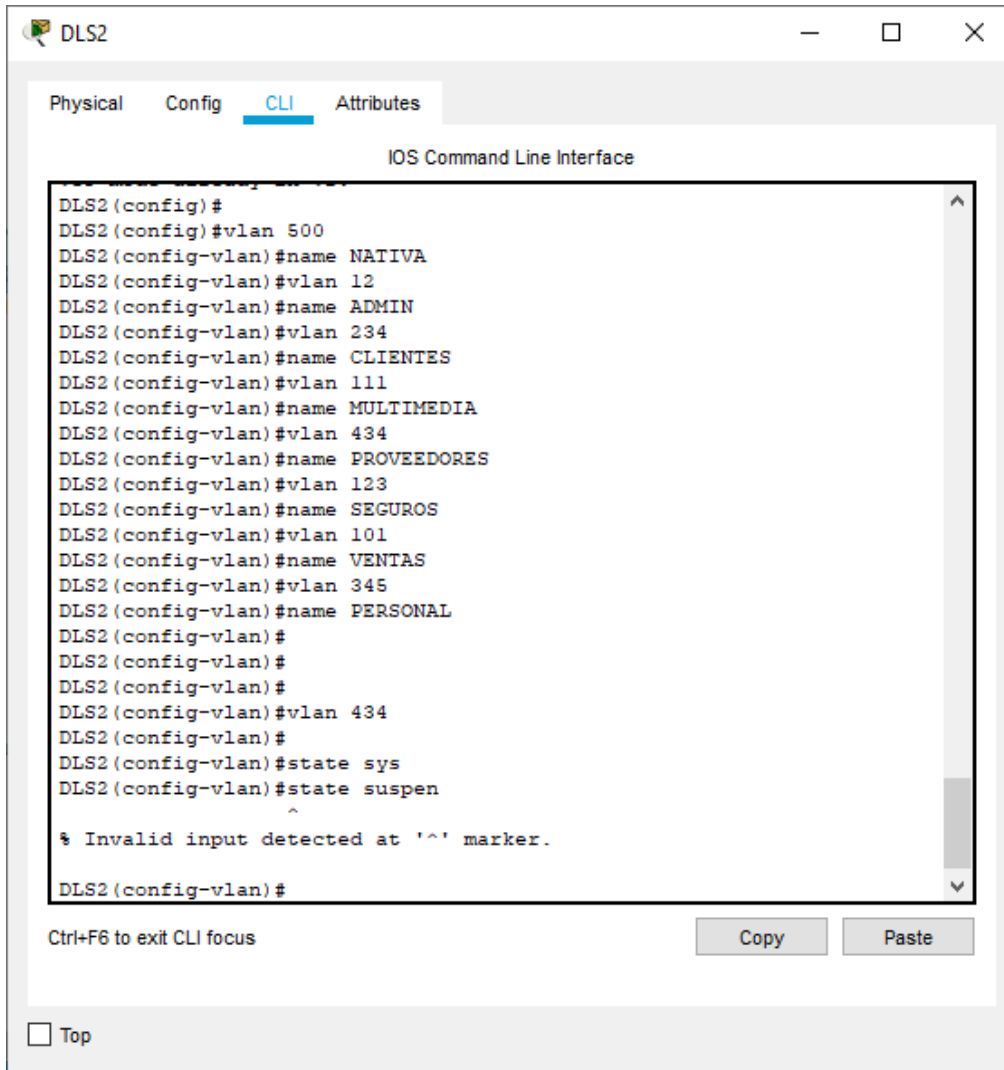 DLS2
Physical Config CLI Attributes
IOS Command Line Interface
DLS2(config)#
DLS2(config)#vlan 500
DLS2(config-vlan)#name NATIVA
DLS2(config-vlan)#vlan 12
DLS2(config-vlan)#name ADMIN
DLS2(config-vlan)#vlan 234
DLS2(config-vlan)#name CLIENTES
DLS2(config-vlan)#vlan 111
DLS2(config-vlan)#name MULTIMEDIA
DLS2(config-vlan)#vlan 434
DLS2(config-vlan)#name PROVEEDORES
DLS2(config-vlan)#vlan 123
DLS2(config-vlan)#name SEGUROS
DLS2(config-vlan)#vlan 101
DLS2(config-vlan)#name VENTAS
DLS2(config-vlan)#vlan 345
DLS2(config-vlan)#name PERSONAL
DLS2(config-vlan)#
DLS2(config-vlan)#
DLS2(config-vlan)#
DLS2(config-vlan)#vlan 434
DLS2(config-vlan)#
DLS2(config-vlan)#state sys
DLS2(config-vlan)#state suspen
^
% Invalid input detected at '^' marker.
DLS2(config-vlan)#
Ctrl+F6 to exit CLI focus
Copy Paste
Top